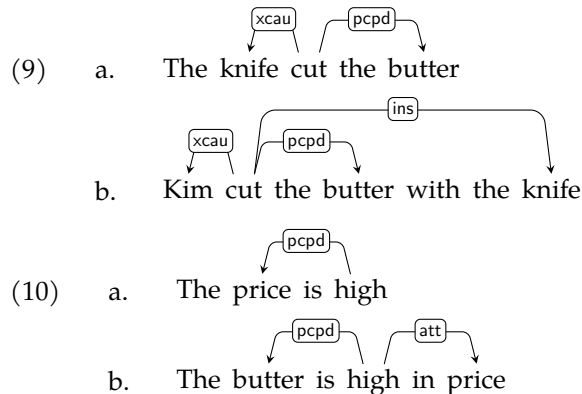 xcau pcpd
(9) a. The knife cut the butter
ins
xcau pcpd
b. Kim cut the butter with the knife
pcpd
(10) a. The price is high
pcpd att
b. The butter is high in price